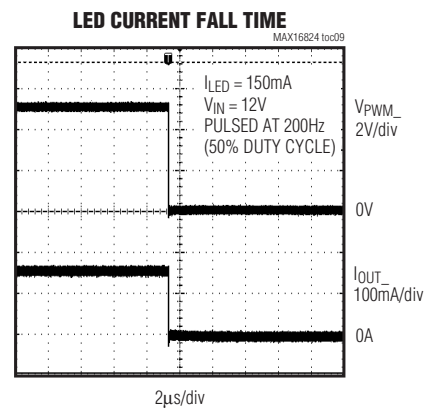 LED CURRENT FALL TIME
MAX16824 toc09
T
ILED = 150mA
VIN = 12V
PULSED AT 200Hz
(50% DUTY CYCLE)
VPWM_
2V/div
0V
IOUT_
100mA/div
0A
2μs/div